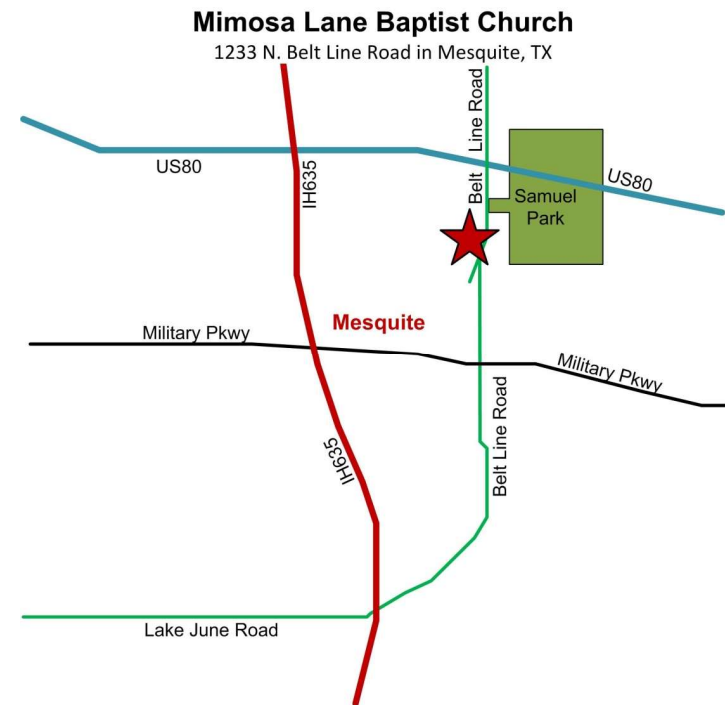 Mimosa Lane Baptist Church
1233 N. Belt Line Road in Mesquite, TX
Belt Line Road
US80
IH635
US80
Samuel
Park
Mesquite
Military Pkwy
Military Pkwy
Belt Line Road
IH635
Lake June Road